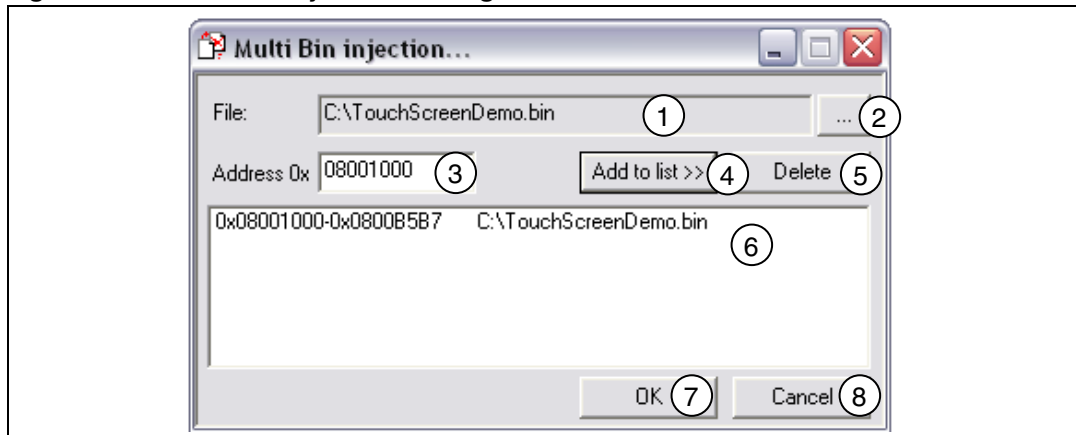 Multi Bin injection...
File: C:\TouchScreenDemo.bin 1 ... 2
Address 0x 08001000 3 Add to list >> 4 Delete 5
0x08001000-0x0800B5B7 C:\TouchScreenDemo.bin
6
OK 7 Cancel 8